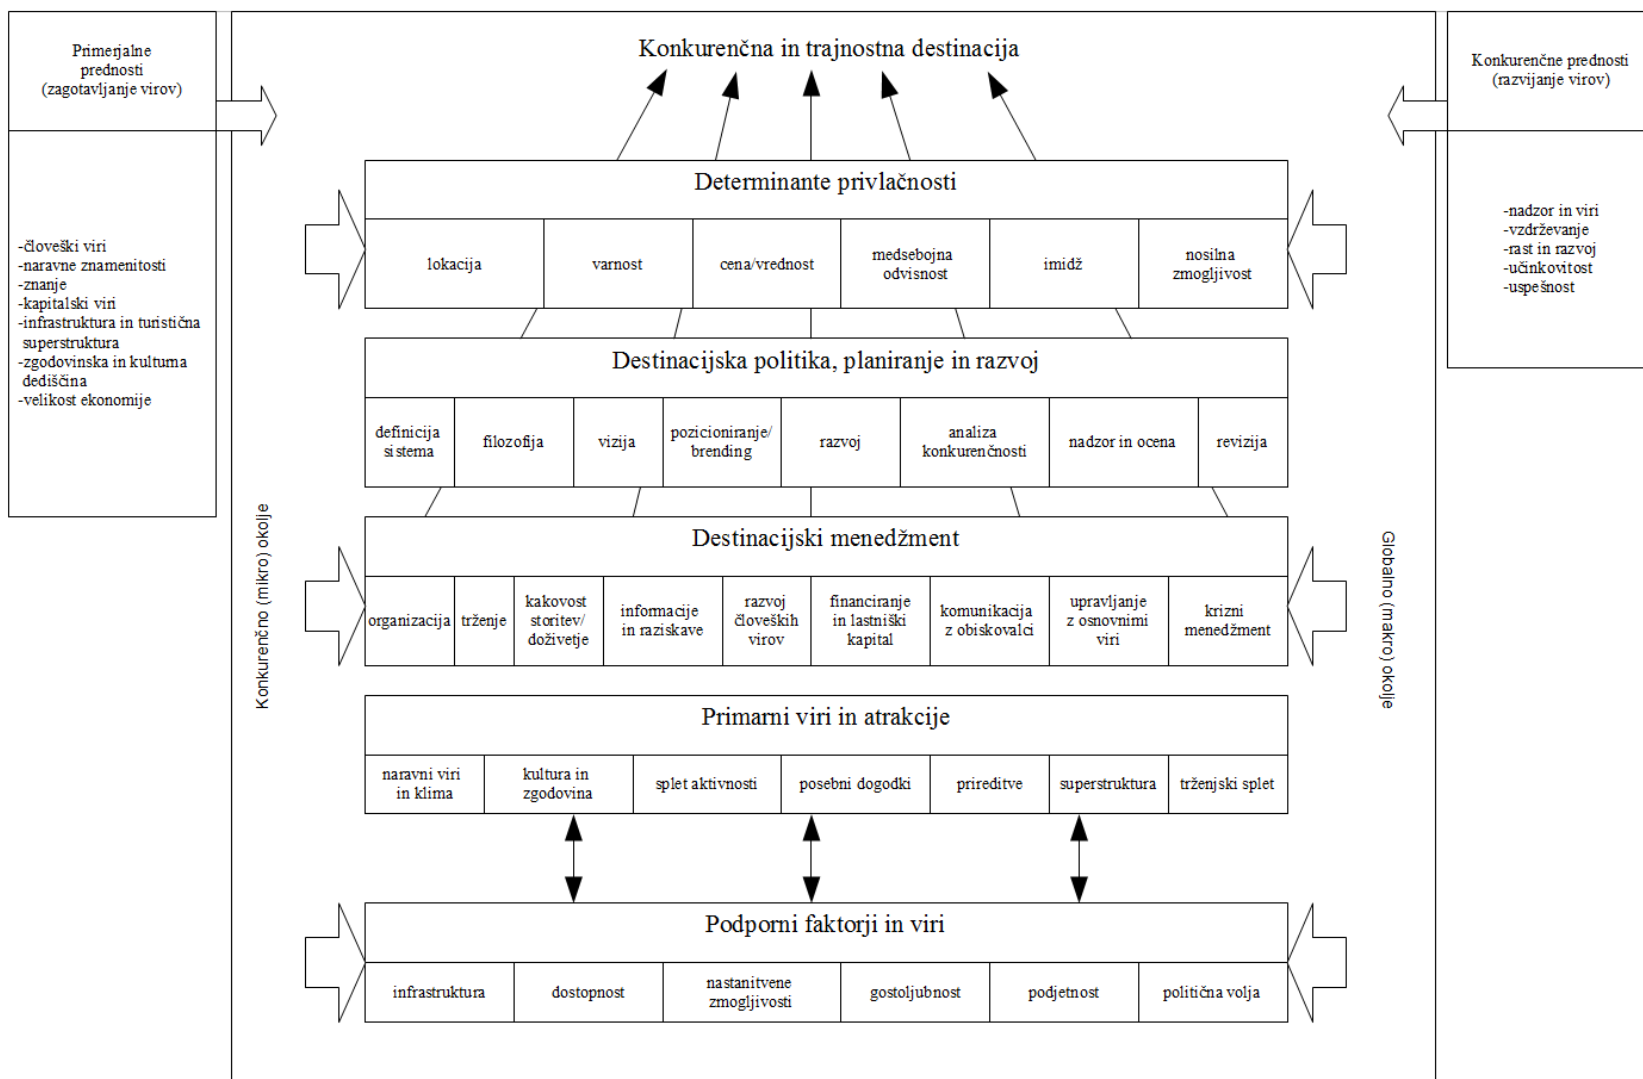 Primerjalne
prednosti
(zagotavljanje virov)
-človeški viri
-naravne znamenitosti
-znanje
-kapitalski viri
-infrastruktura in turistična
superstruktura
-zgodovinska in kulturna
dediščina
-velikost ekonomije
Konkurenčno (mikro) okolje
Konkurenčna in trajnostna destinacija
Determinante privlačnosti
lokacija
varnost
cena/vrednost
medsebojna
odvisnost
imidž
nosilna
zmogljivost
Destinacijska politika, planiranje in razvoj
definicija
sistema
filozofija
vizija
pozicioniranje/
brending
razvoj
analiza
konkurenčnosti
nadzor in ocena
revizija
Destinacijski menedžment
organizacija
trženje
kakovost
storitev/
doživetje
informacije
in raziskave
razvoj
človeških
virov
financiranje
in lastniški
kapital
komunikacija
z obiskovalci
upravljanje
z osnovnimi
viri
krizni
menedžment
Primarni viri in atrakcije
naravni viri
in klima
kultura in
zgodovina
splet aktivnosti
posebni dogodki
prireditve
superstruktura
trženjski splet
Podporni faktorji in viri
infrastruktura
dostopnost
nastanitvene
zmogljivosti
gostoljubnost
podjetnost
politična volja
Globalno (makro) okolje
Konkurenčne prednosti
(razvijanje virov)
-nadzor in viri
-vzdrževanje
-rast in razvoj
-učinkovitost
-uspešnost